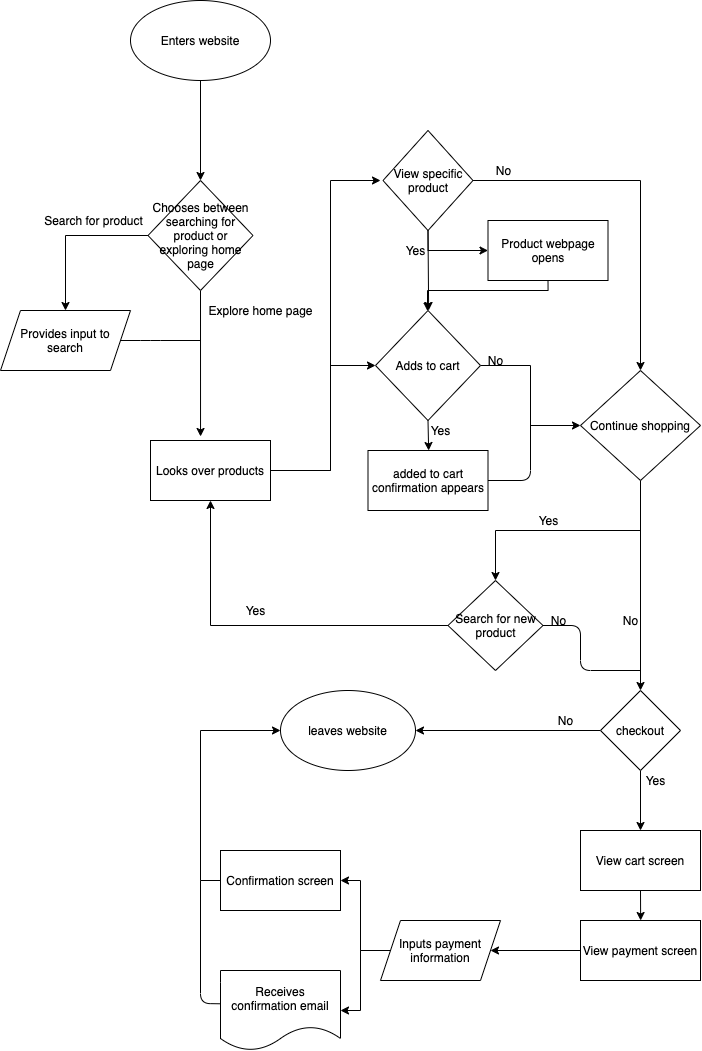 Enters website
Chooses between
searching for
product or
exploring home
page
Search for product
Explore home page
Provides input to
search
Looks over products
View specific
product
No
Yes
Product webpage
opens
Adds to cart
No
Yes
added to cart
confirmation appears
Continue shopping
Yes
No
Search for new
product
No
Yes
checkout
No
Yes
leaves website
View cart screen
View payment screen
Inputs payment
information
Confirmation screen
Receives
confirmation email